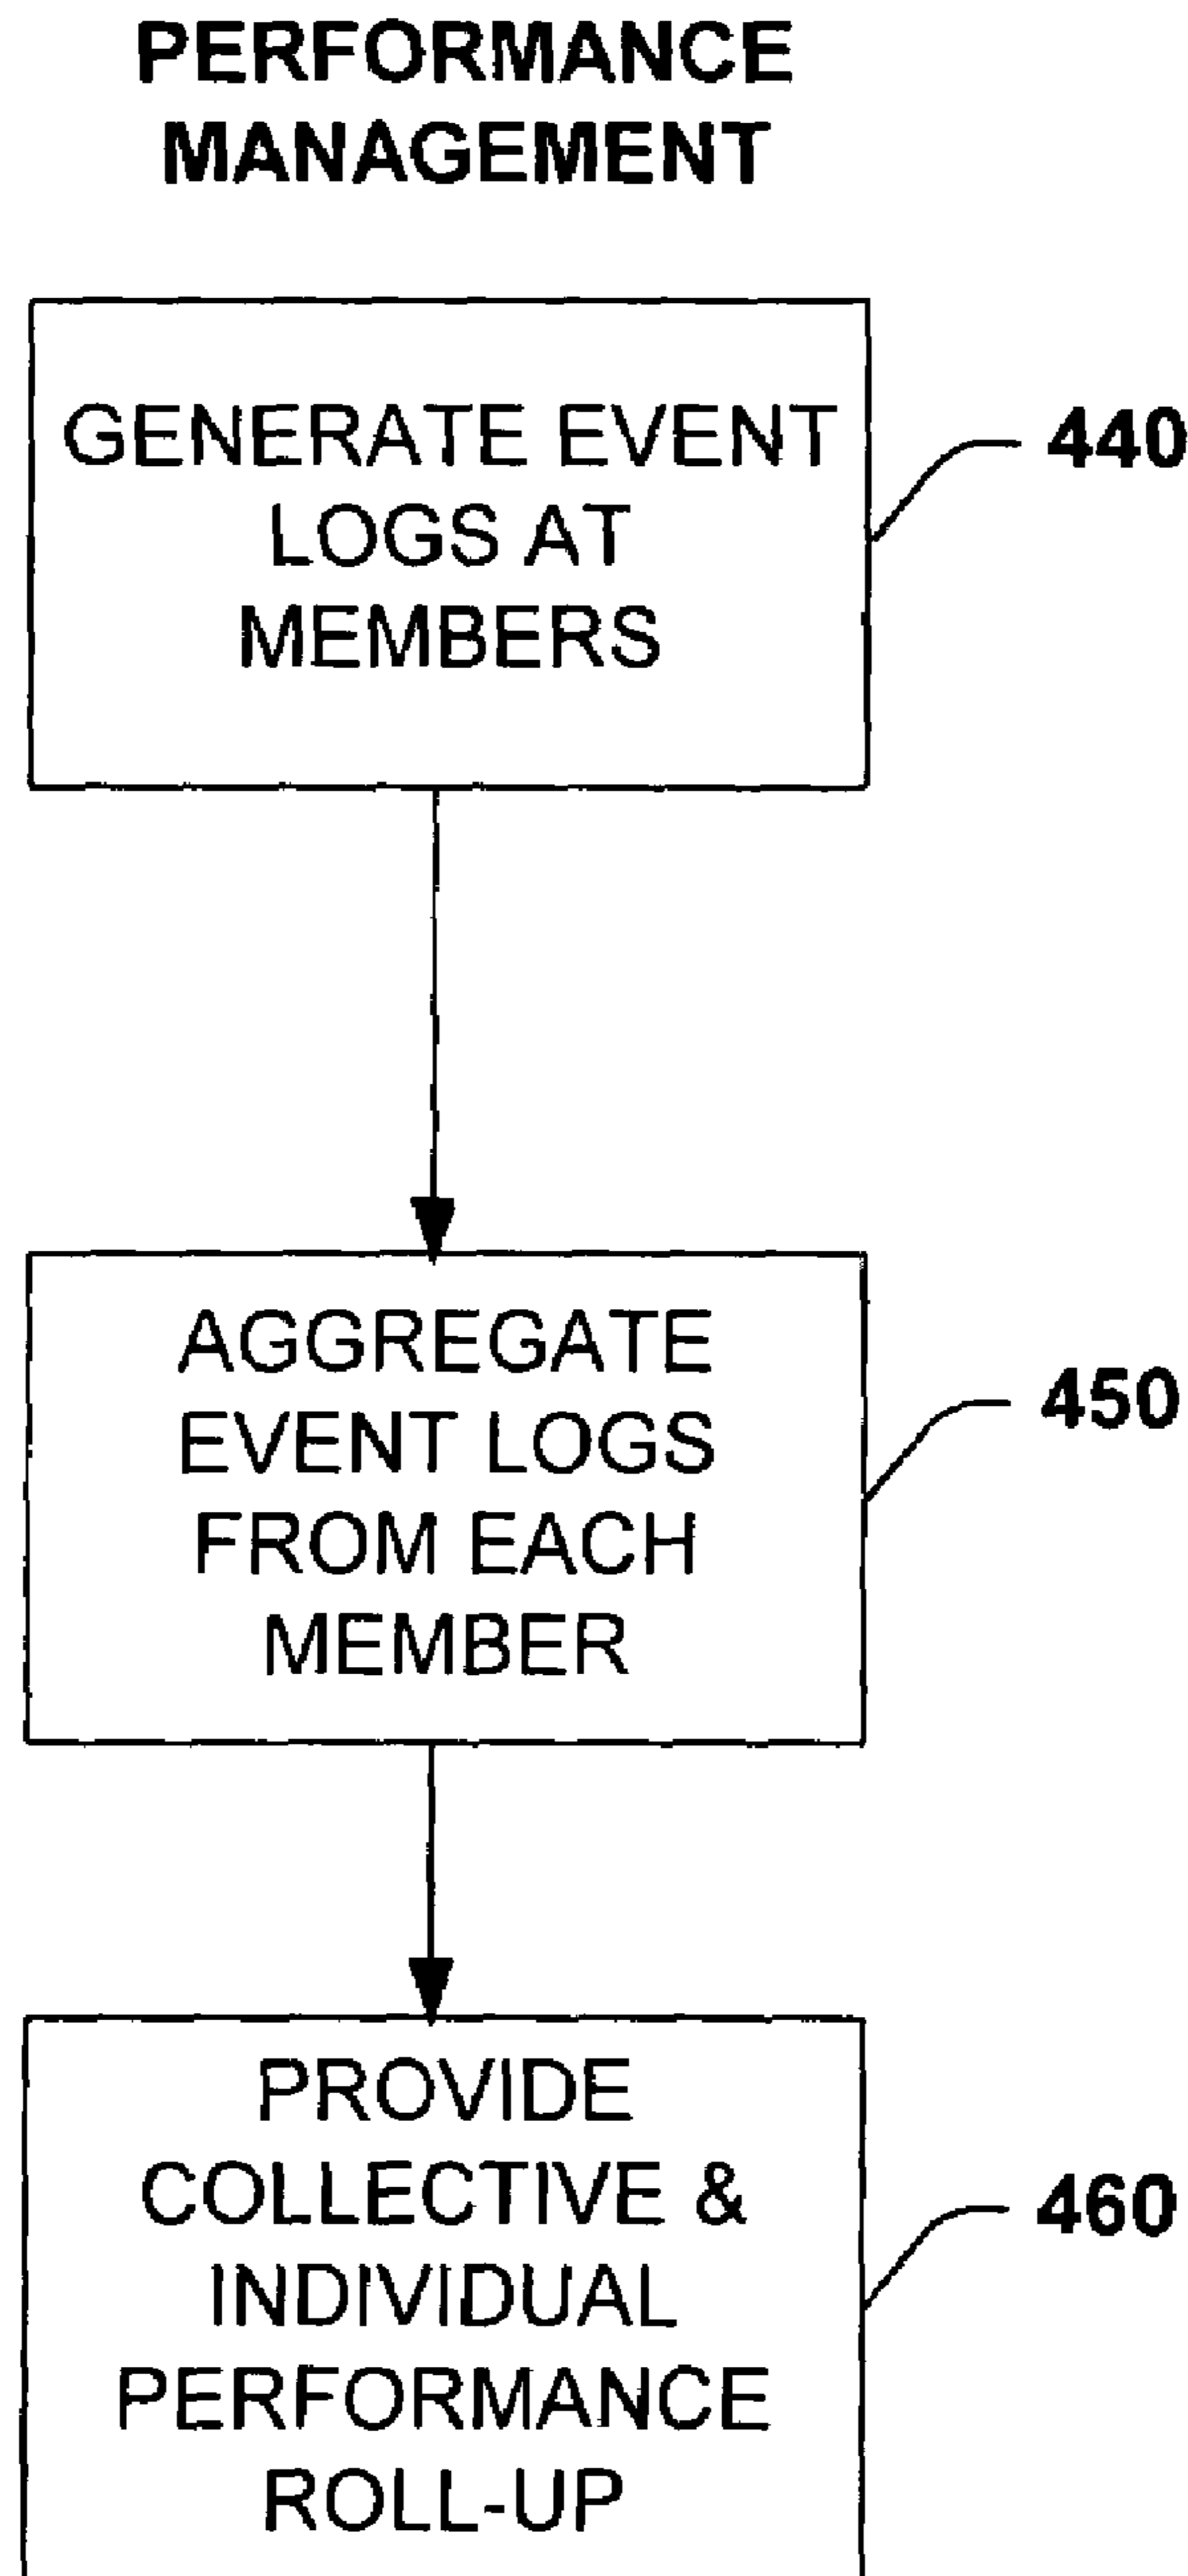 PERFORMANCE
MANAGEMENT
GENERATE EVENT
LOGS AT
MEMBERS
440
AGGREGATE
EVENT LOGS
FROM EACH
MEMBER
450
PROVIDE
COLLECTIVE &
INDIVIDUAL
PERFORMANCE
ROLL-UP
460